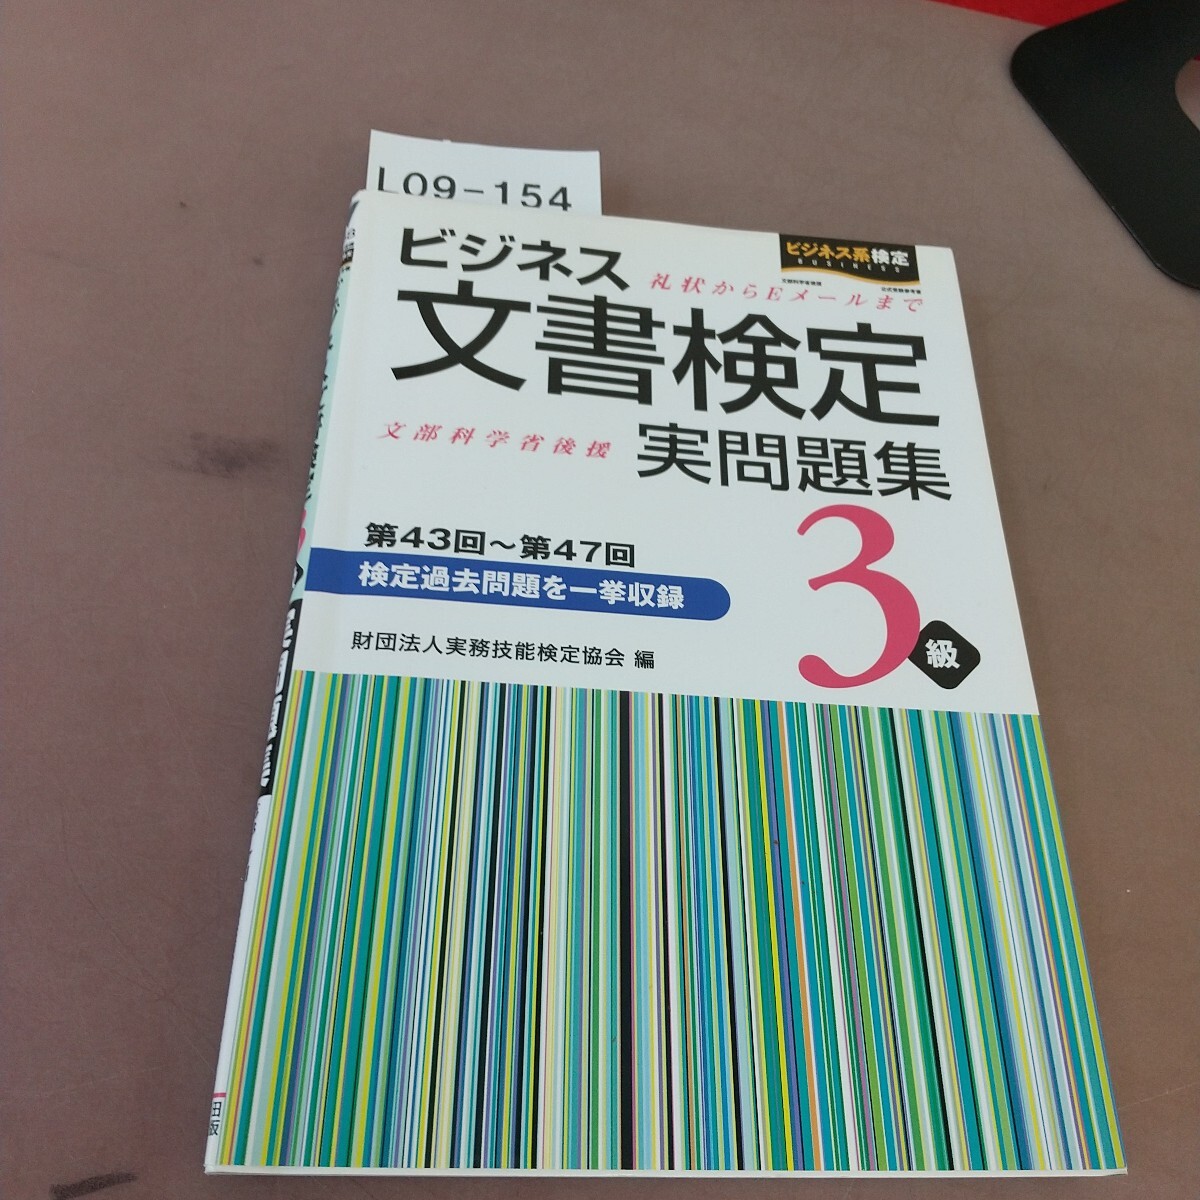 L09-154
ビジネス系検定
BUSINESS
ビジネス
礼状からEメールまで
文書検定
文部科学省後援
実問題集
3級
第43回～第47回
検定過去問題を一挙収録
財団法人実務技能検定協会 編